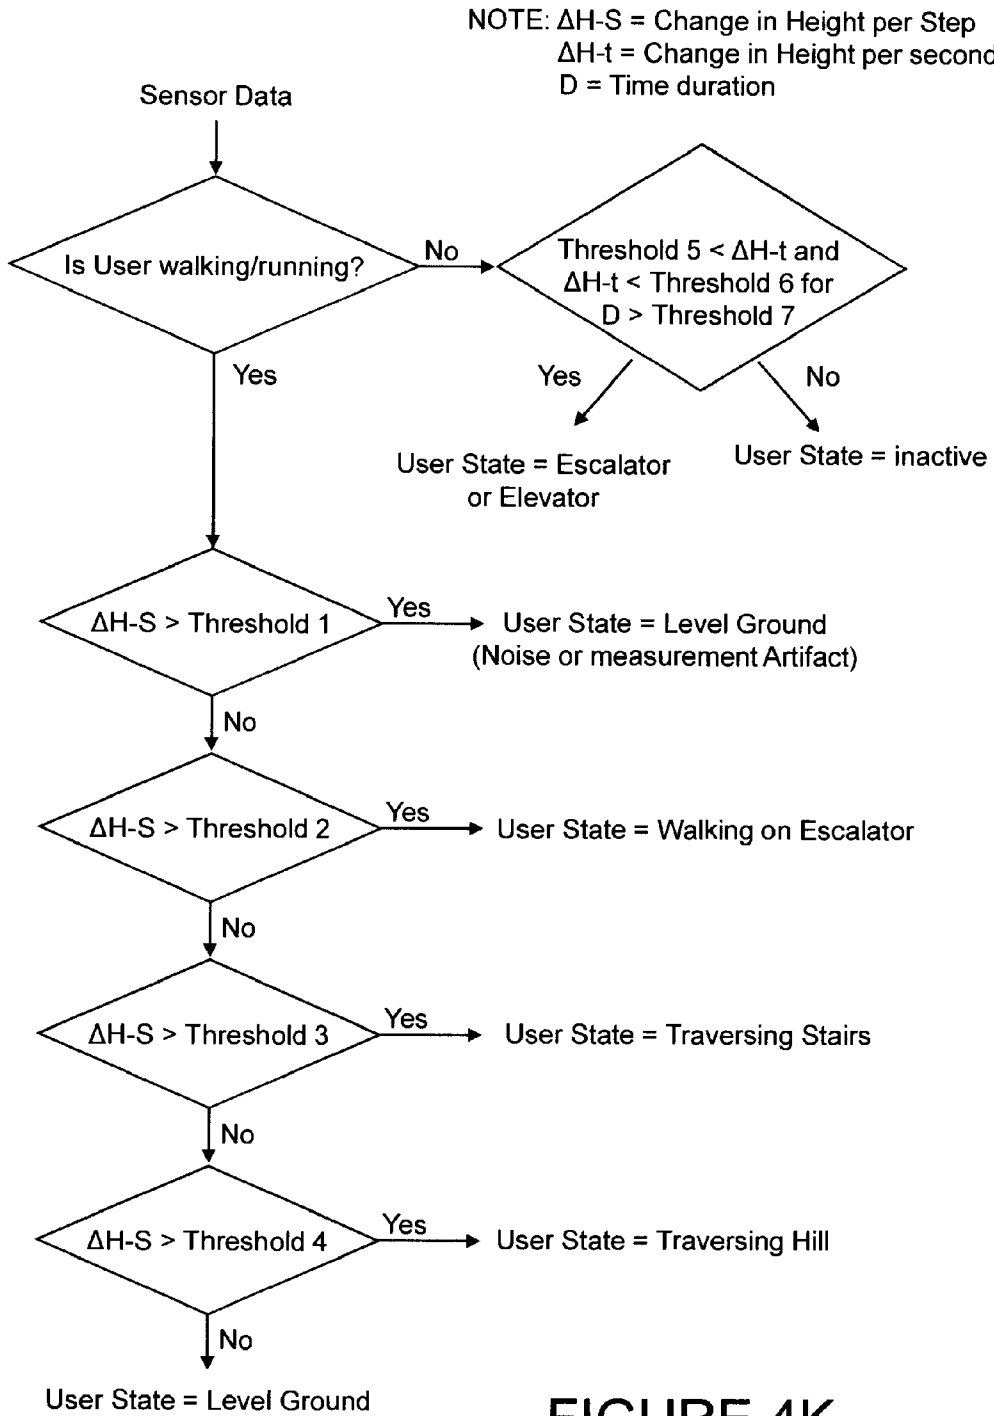 NOTE: ΔH-S = Change in Height per Step
ΔH-t = Change in Height per second
D = Time duration
Sensor Data
Is User walking/running?
No
Threshold 5 < ΔH-t and
ΔH-t < Threshold 6 for
D > Threshold 7
Yes
Yes
No
User State = Escalator
or Elevator
User State = inactive
ΔH-S > Threshold 1
Yes
User State = Level Ground
(Noise or measurement Artifact)
No
ΔH-S > Threshold 2
Yes
User State = Walking on Escalator
No
ΔH-S > Threshold 3
Yes
User State = Traversing Stairs
No
ΔH-S > Threshold 4
Yes
User State = Traversing Hill
No
User State = Level Ground
FIGURE 4K